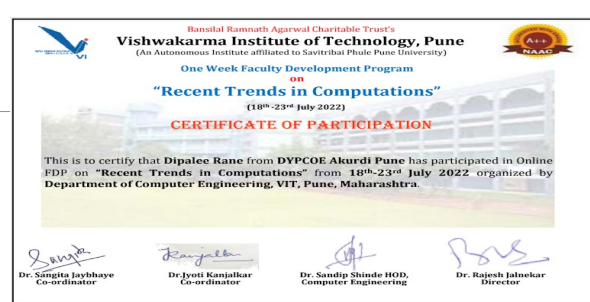 Bansilal Ramnath Agarwal Charitable Trust's
Vishwakarma Institute of Technology, Pune
(An Autonomous Institute affiliated to Savitribai Phule Pune University)
VI
A++
NAAC
One Week Faculty Development Program
on
“Recent Trends in Computations”
(18th -23rd July 2022)
CERTIFICATE OF PARTICIPATION
This is to certify that Dipalee Rane from DYPCOE Akurdi Pune has participated in Online
FDP on "Recent Trends in Computations" from 18th-23rd July 2022 organized by
Department of Computer Engineering, VIT, Pune, Maharashtra.
Dr. Sangita Jaybhaye
Co-ordinator
Dr.Jyoti Kanjalkar
Co-ordinator
Dr. Sandip Shinde HOD,
Computer Engineering
Dr. Rajesh Jalnekar
Director